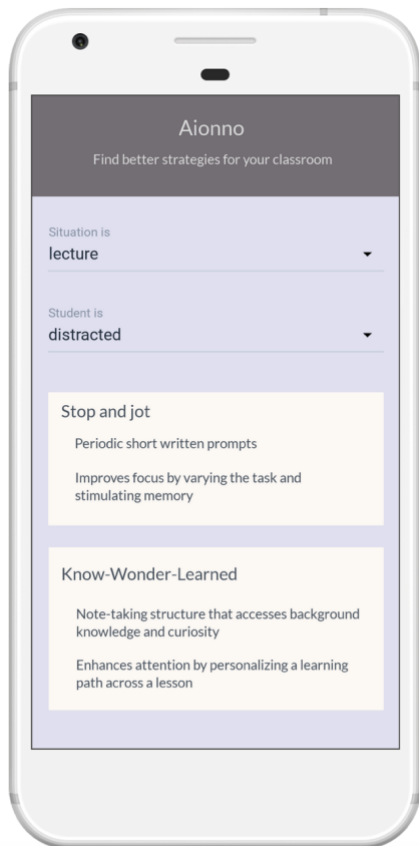 Aionno
Find better strategies for your classroom
Situation is
lecture
Student is
distracted
Stop and jot
Periodic short written prompts
Improves focus by varying the task and
stimulating memory
Know-Wonder-Learned
Note-taking structure that accesses background
knowledge and curiosity
Enhances attention by personalizing a learning
path across a lesson